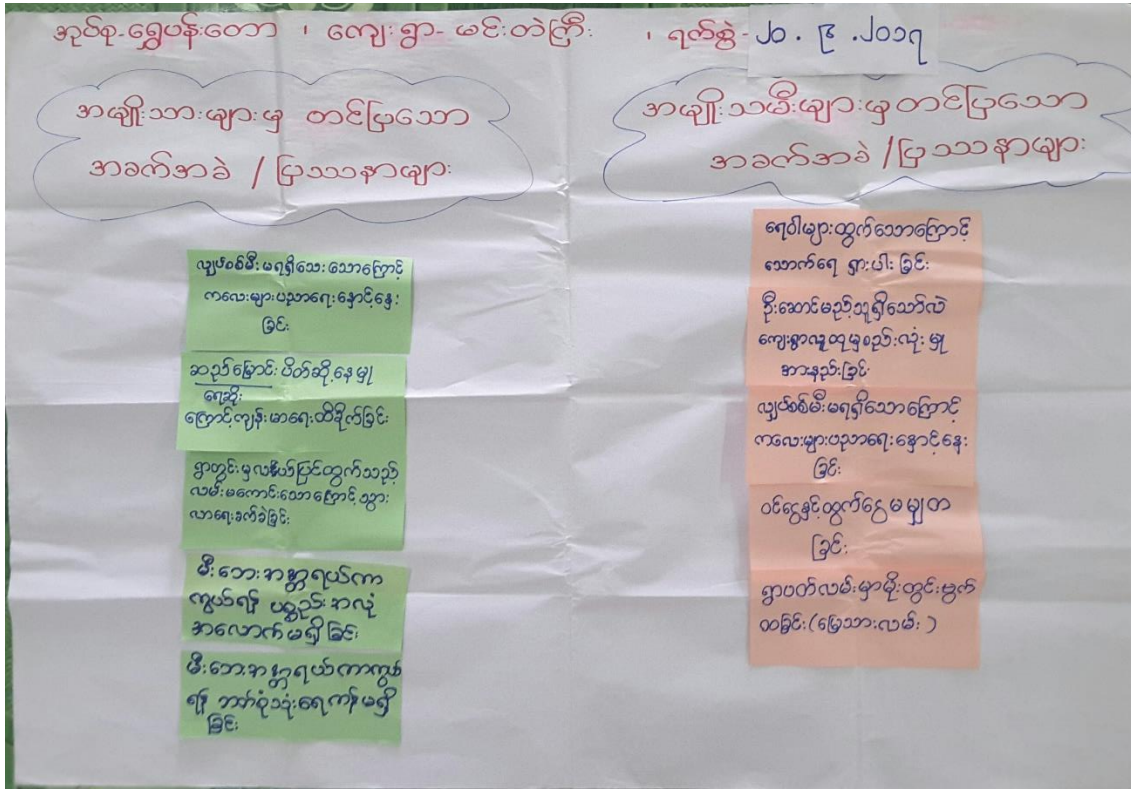 အုပ်စု-ရွှေပန်းတော ၊ ကျေးရွာ- မင်းတဲကြီး ၊ ရက်စွဲ- ၂၀ . ၉ .၂၀၁၇
အမျိုးသားများမှ တင်ပြသော
အခက်အခဲ / ပြဿနာများ
လျှပ်စစ်မီးမရရှိသေးသောကြောင့်
ကလေးများပညာရေးနှောင့်နှေး
ခြင်း
ဆည်မြောင်းပိတ်ဆို့နေမှု
ရေဆိုး
ကြောင့်ကျန်းမာရေးထိခိုက်ခြင်း
ရွာတွင်းမှလယ်ပြင်ထွက်သည့်
လမ်းမကောင်းသောကြောင့်သွား
လာရေးခက်ခဲခြင်း
မီးဘေးအန္တရယ်ကာ
ကွယ်ရန် ပစ္စည်းအလုံ
အလောက်မရှိခြင်း
မီးဘေးအန္တရယ်ကာကွယ်
ရန် ဘက်စုံသုံးရေကန်မရှိ
ခြင်း
အမျိုးသမီးများမှတင်ပြသော
အခက်အခဲ /ပြဿနာများ
ရေဝါများထွက်သောကြောင့်
သောက်ရေ ရှားပါးခြင်း
ဦးဆောင်မည့်သူရှိသော်လဲ
ကျေးရွာလူထုမှစည်းလုံးမှု
အားနည်းခြင်း
လျှပ်စစ်မီးမရရှိသောကြောင့်
ကလေးများပညာရေးနှောင့်နှေး
ခြင်း
ဝင်ငွေနှင့်ထွက်ငွေမမျှတ
ခြင်း
ရွာပတ်လမ်းမှာမိုးတွင်းဗွက်
ထခြင်း(မြေသားလမ်း)